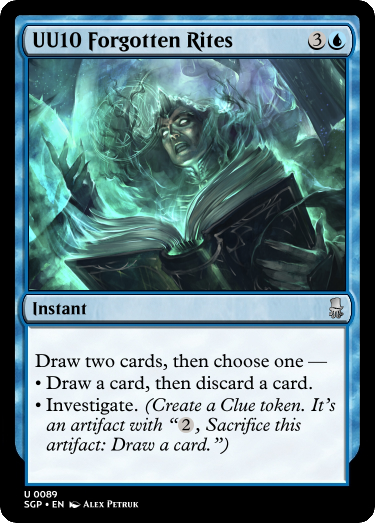 UU10 Forgotten Rites 3
Instant
Draw two cards, then choose one —
• Draw a card, then discard a card.
• Investigate. (Create a Clue token. It's
an artifact with “2, Sacrifice this
artifact: Draw a card.”)
U 0089
SGP • EN Alex Petruk